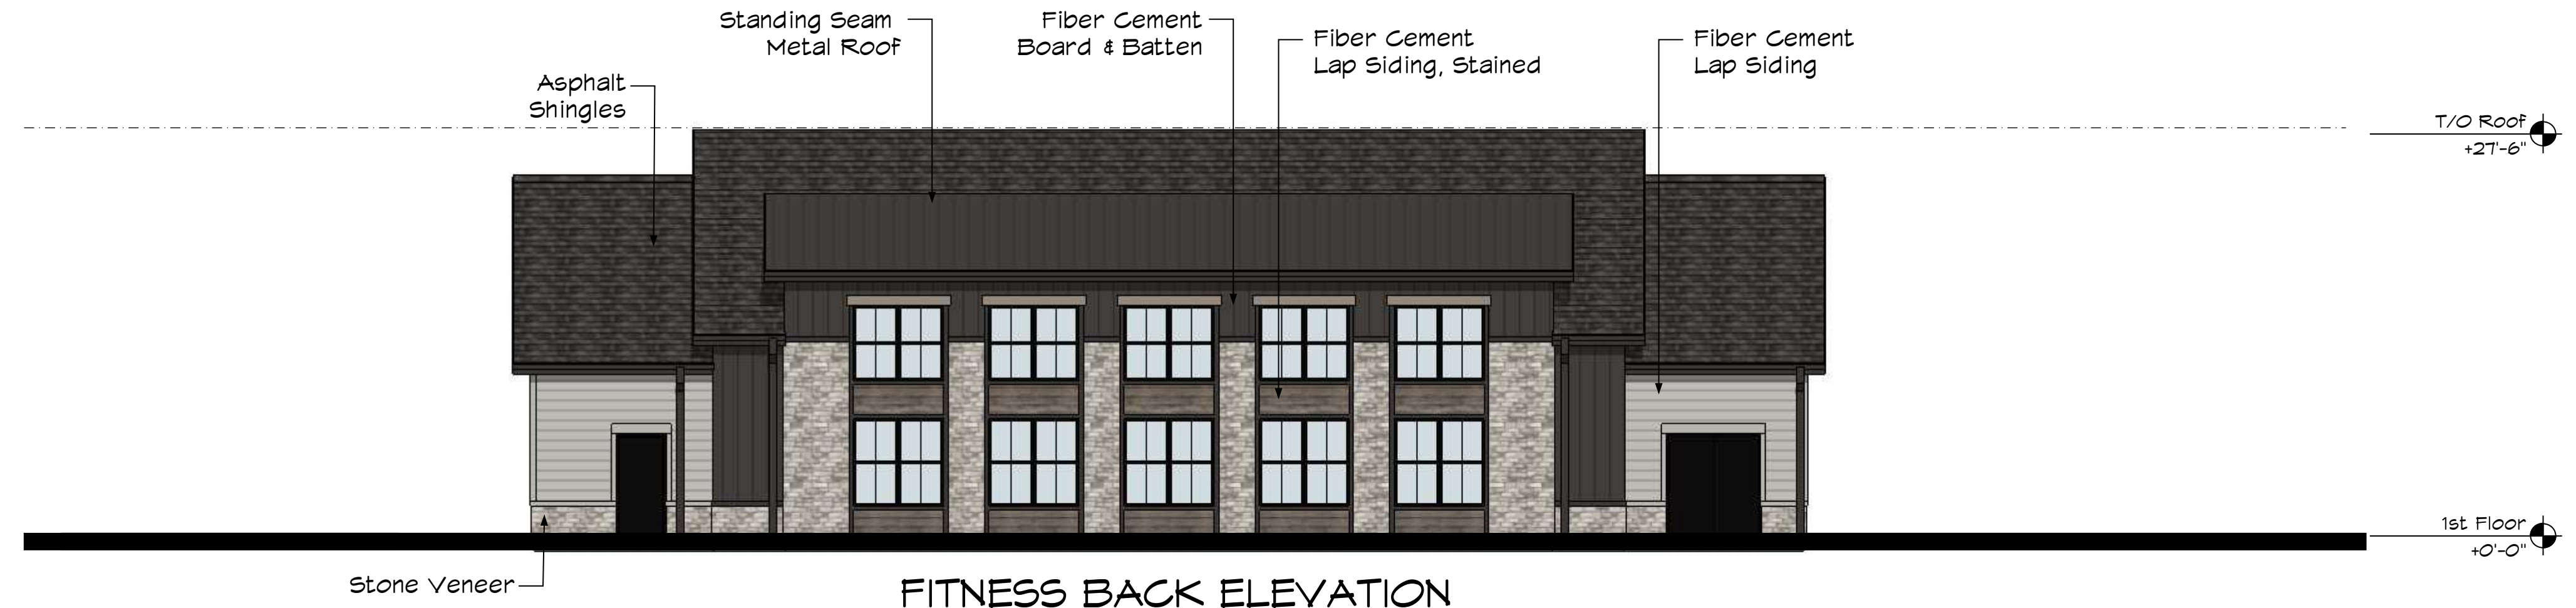 Standing Seam
Metal Roof
Fiber Cement
Board & Batten
Fiber Cement
Lap Siding, Stained
Fiber Cement
Lap Siding
Asphalt
Shingles
T/O Roof
+27'-6"
1st Floor
+0'-0"
Stone Veneer
FITNESS BACK ELEVATION